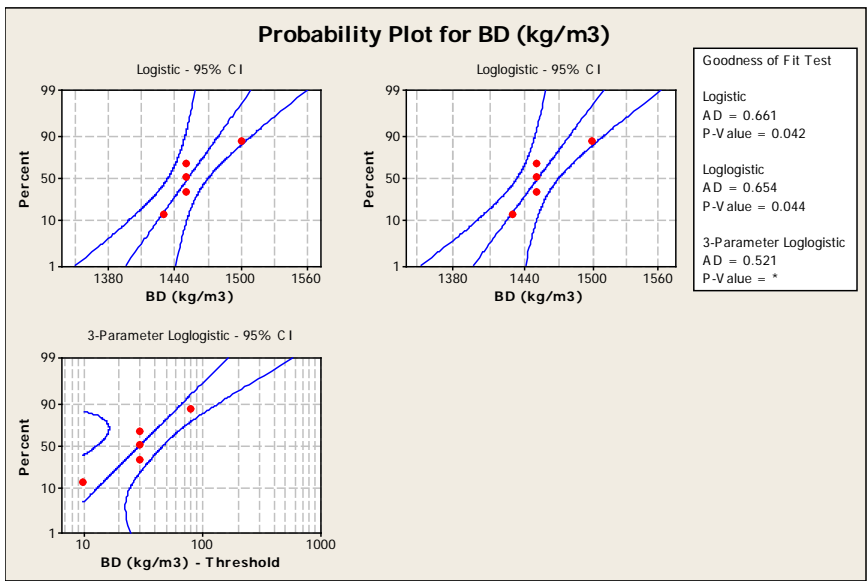 Probability Plot for BD (kg/m3)
Logistic - 95% CI
99
90
50
10
1
Percent
1380
1440
1500
1560
BD (kg/m3)
Loglogistic - 95% CI
99
90
50
10
1
Percent
1380
1440
1500
1560
BD (kg/m3)
3-Parameter Loglogistic - 95% CI
99
90
50
10
1
Percent
10
100
1000
BD (kg/m3) - Threshold
Goodness of Fit Test
Logistic
AD = 0.661
P-Value = 0.042
Loglogistic
AD = 0.654
P-Value = 0.044
3-Parameter Loglogistic
AD = 0.521
P-Value = *